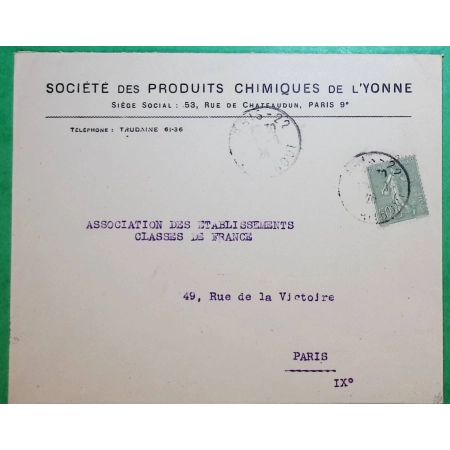 SOCIÉTÉ DES PRODUITS CHIMIQUES DE L'YONNE
SIÈGE SOCIAL : 53, RUE DE CHATEAUDUN, PARIS 9e
TÉLÉPHONE : TRUDAINE 61-36
ASSOCIATION DES ETABLISSEMENTS
CLASSES DE FRANCE
49, Rue de la Victoire
PARIS
IX°